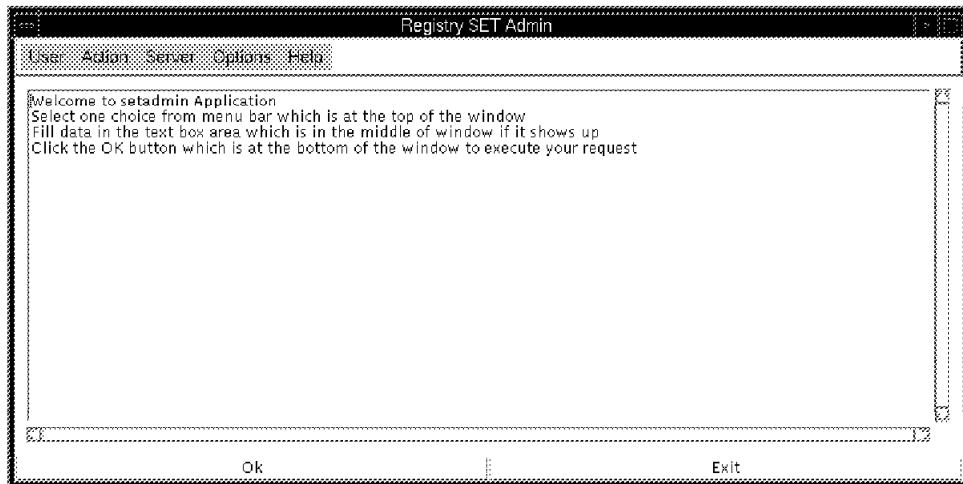 Registry SET Admin
User Action Server Options Help
Welcome to setadmin Application
Select one choice from menu bar which is at the top of the window
Fill data in the text box area which is in the middle of window if it shows up
Click the OK button which is at the bottom of the window to execute your request
Ok Exit